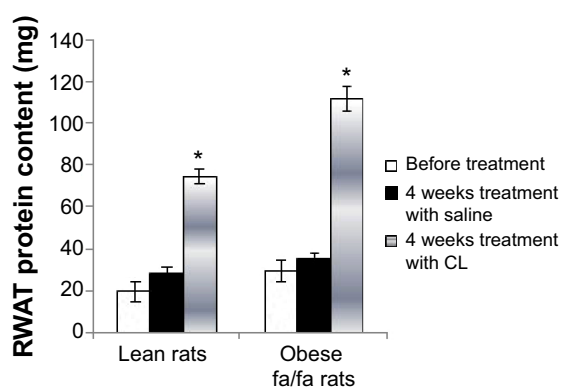 RWAT protein content (mg)
140
120
100
80
60
40
20
0
*
*
Lean rats
Obese
fa/fa rats
Before treatment
4 weeks treatment
with saline
4 weeks treatment
with CL